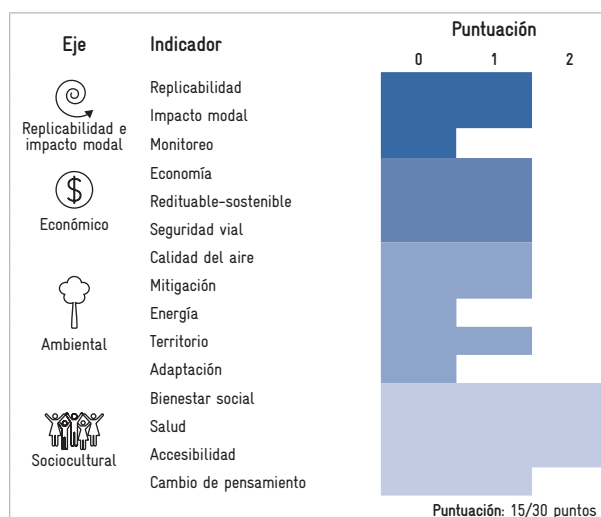 Eje Indicador Puntuación
0 1 2
Replicabilidad
Impacto modal
Monitoreo
Replicabilidad e
impacto modal
Economía
Redituable-sostenible
Seguridad vial
Económico
Calidad del aire
Mitigación
Energía
Territorio
Adaptación
Ambiental
Bienestar social
Salud
Accesibilidad
Cambio de pensamiento
Sociocultural
Puntuación: 15/30 puntos